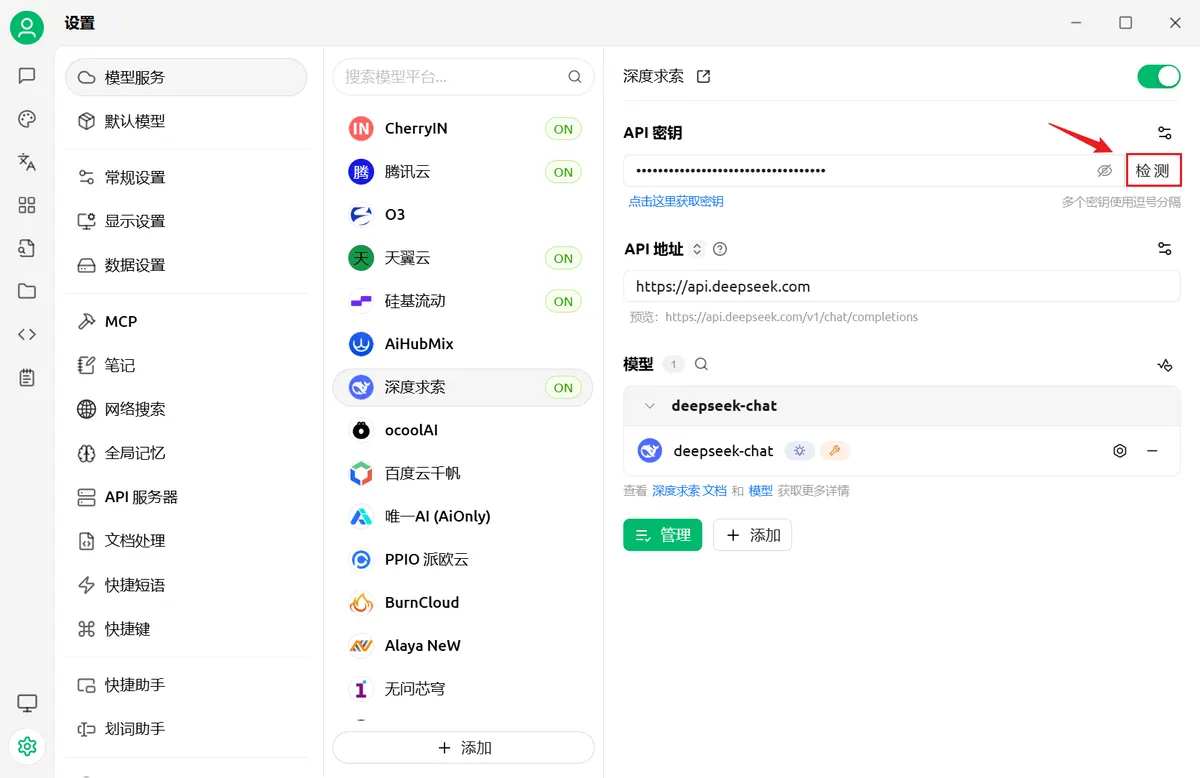 设置
模型服务
默认模型
常规设置
显示设置
数据设置
MCP
笔记
网络搜索
全局记忆
API 服务器
文档处理
快捷短语
快捷键
快捷助手
划词助手
搜索模型平台...
IN CherryIN ON
腾 腾讯云 ON
O3
天 天翼云 ON
硅基流动 ON
AiHubMix
深度求索 ON
ocoolAI
百度云千帆
唯一AI (AiOnly)
PPIO 派欧云
BurnCloud
Alaya NeW
无问芯穹
添加
深度求索
API 密钥
•••••••••••••••••••••••••••••••••••
检测
点击这里获取密钥
多个密钥使用逗号分隔
API 地址
https://api.deepseek.com
预览：https://api.deepseek.com/v1/chat/completions
模型 1
deepseek-chat
deepseek-chat
查看 深度求索 文档 和 模型 获取更多详情
管理
添加